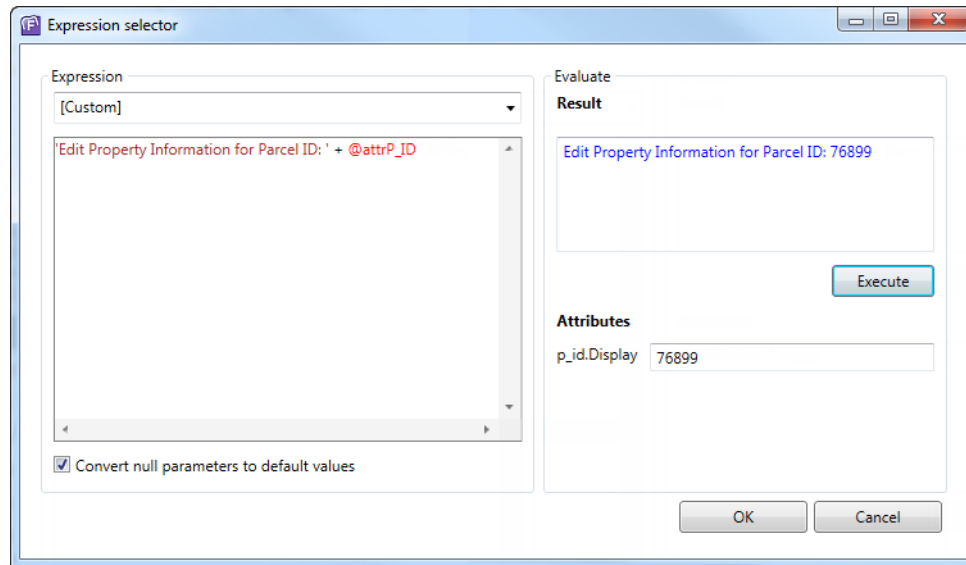 Expression selector
Expression
[Custom]
'Edit Property Information for Parcel ID: ' + @attrP_ID
Convert null parameters to default values
Evaluate
Result
Edit Property Information for Parcel ID: 76899
Execute
Attributes
p_id.Display 76899
OK Cancel